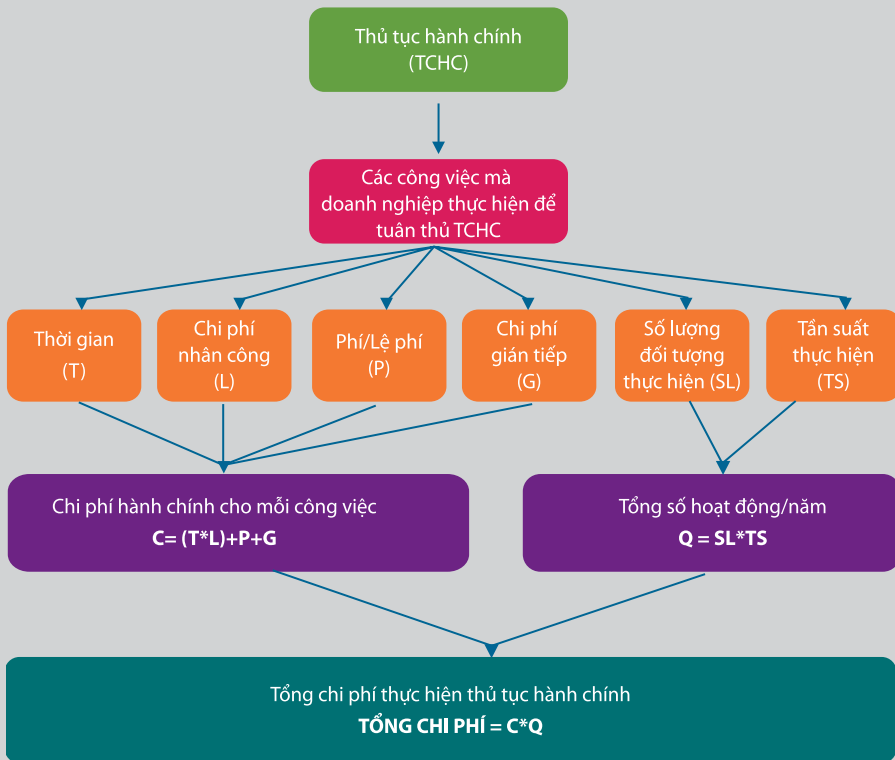 Thủ tục hành chính
(TCHC)
Các công việc mà
doanh nghiệp thực hiện để
tuân thủ TCHC
Thời gian
(T)
Chi phí
nhân công
(L)
Phí/Lệ phí
(P)
Chi phí
gián tiếp
(G)
Số lượng
đối tượng
thực hiện (SL)
Tần suất
thực hiện
(TS)
Chi phí hành chính cho mỗi công việc
C= (T*L)+P+G
Tổng số hoạt động/năm
Q = SL*TS
Tổng chi phí thực hiện thủ tục hành chính
TỔNG CHI PHÍ = C*Q